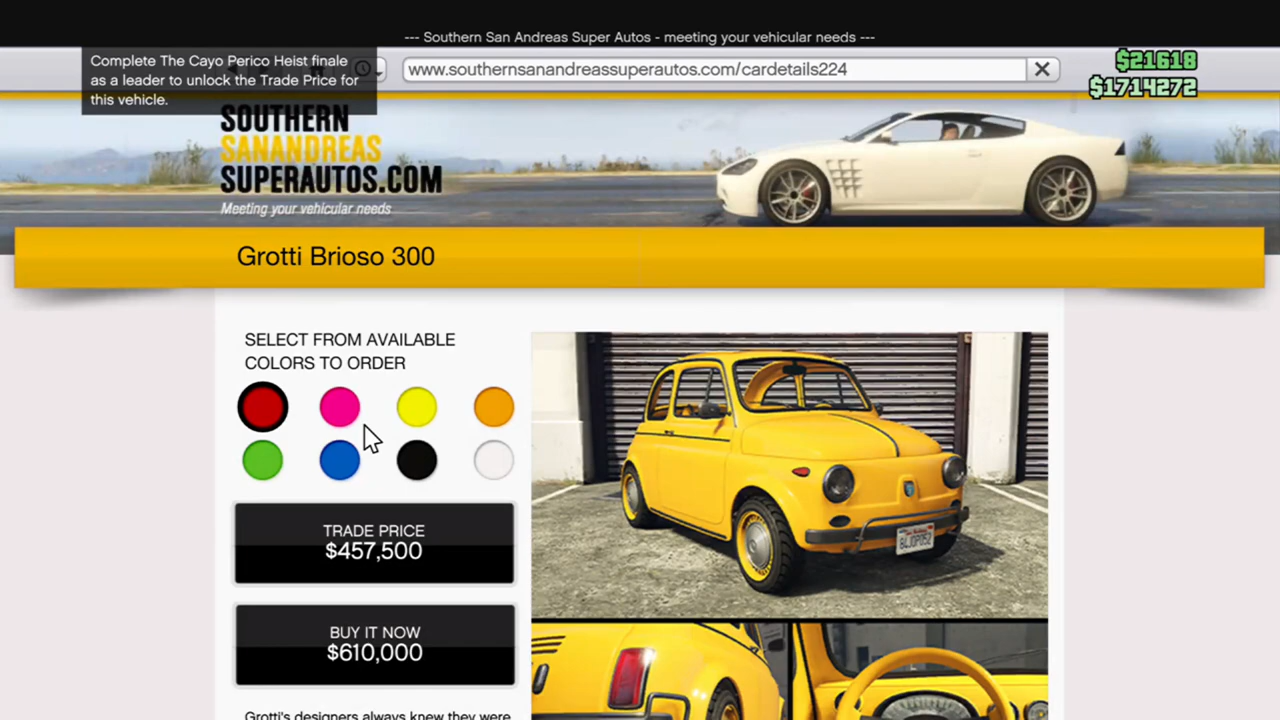 --- Southern San Andreas Super Autos - meeting your vehicular needs ---
Complete The Cayo Perico Heist finale
as a leader to unlock the Trade Price for
this vehicle.
www.southernsanandreassuperautos.com/cardetails224
$21618
$1714272
SOUTHERN
SANANDREAS
SUPERAUTOS.COM
Meeting your vehicular needs
Grotti Brioso 300
SELECT FROM AVAILABLE
COLORS TO ORDER
TRADE PRICE
$457,500
BUY IT NOW
$610,000
Grotti's designers always knew they were